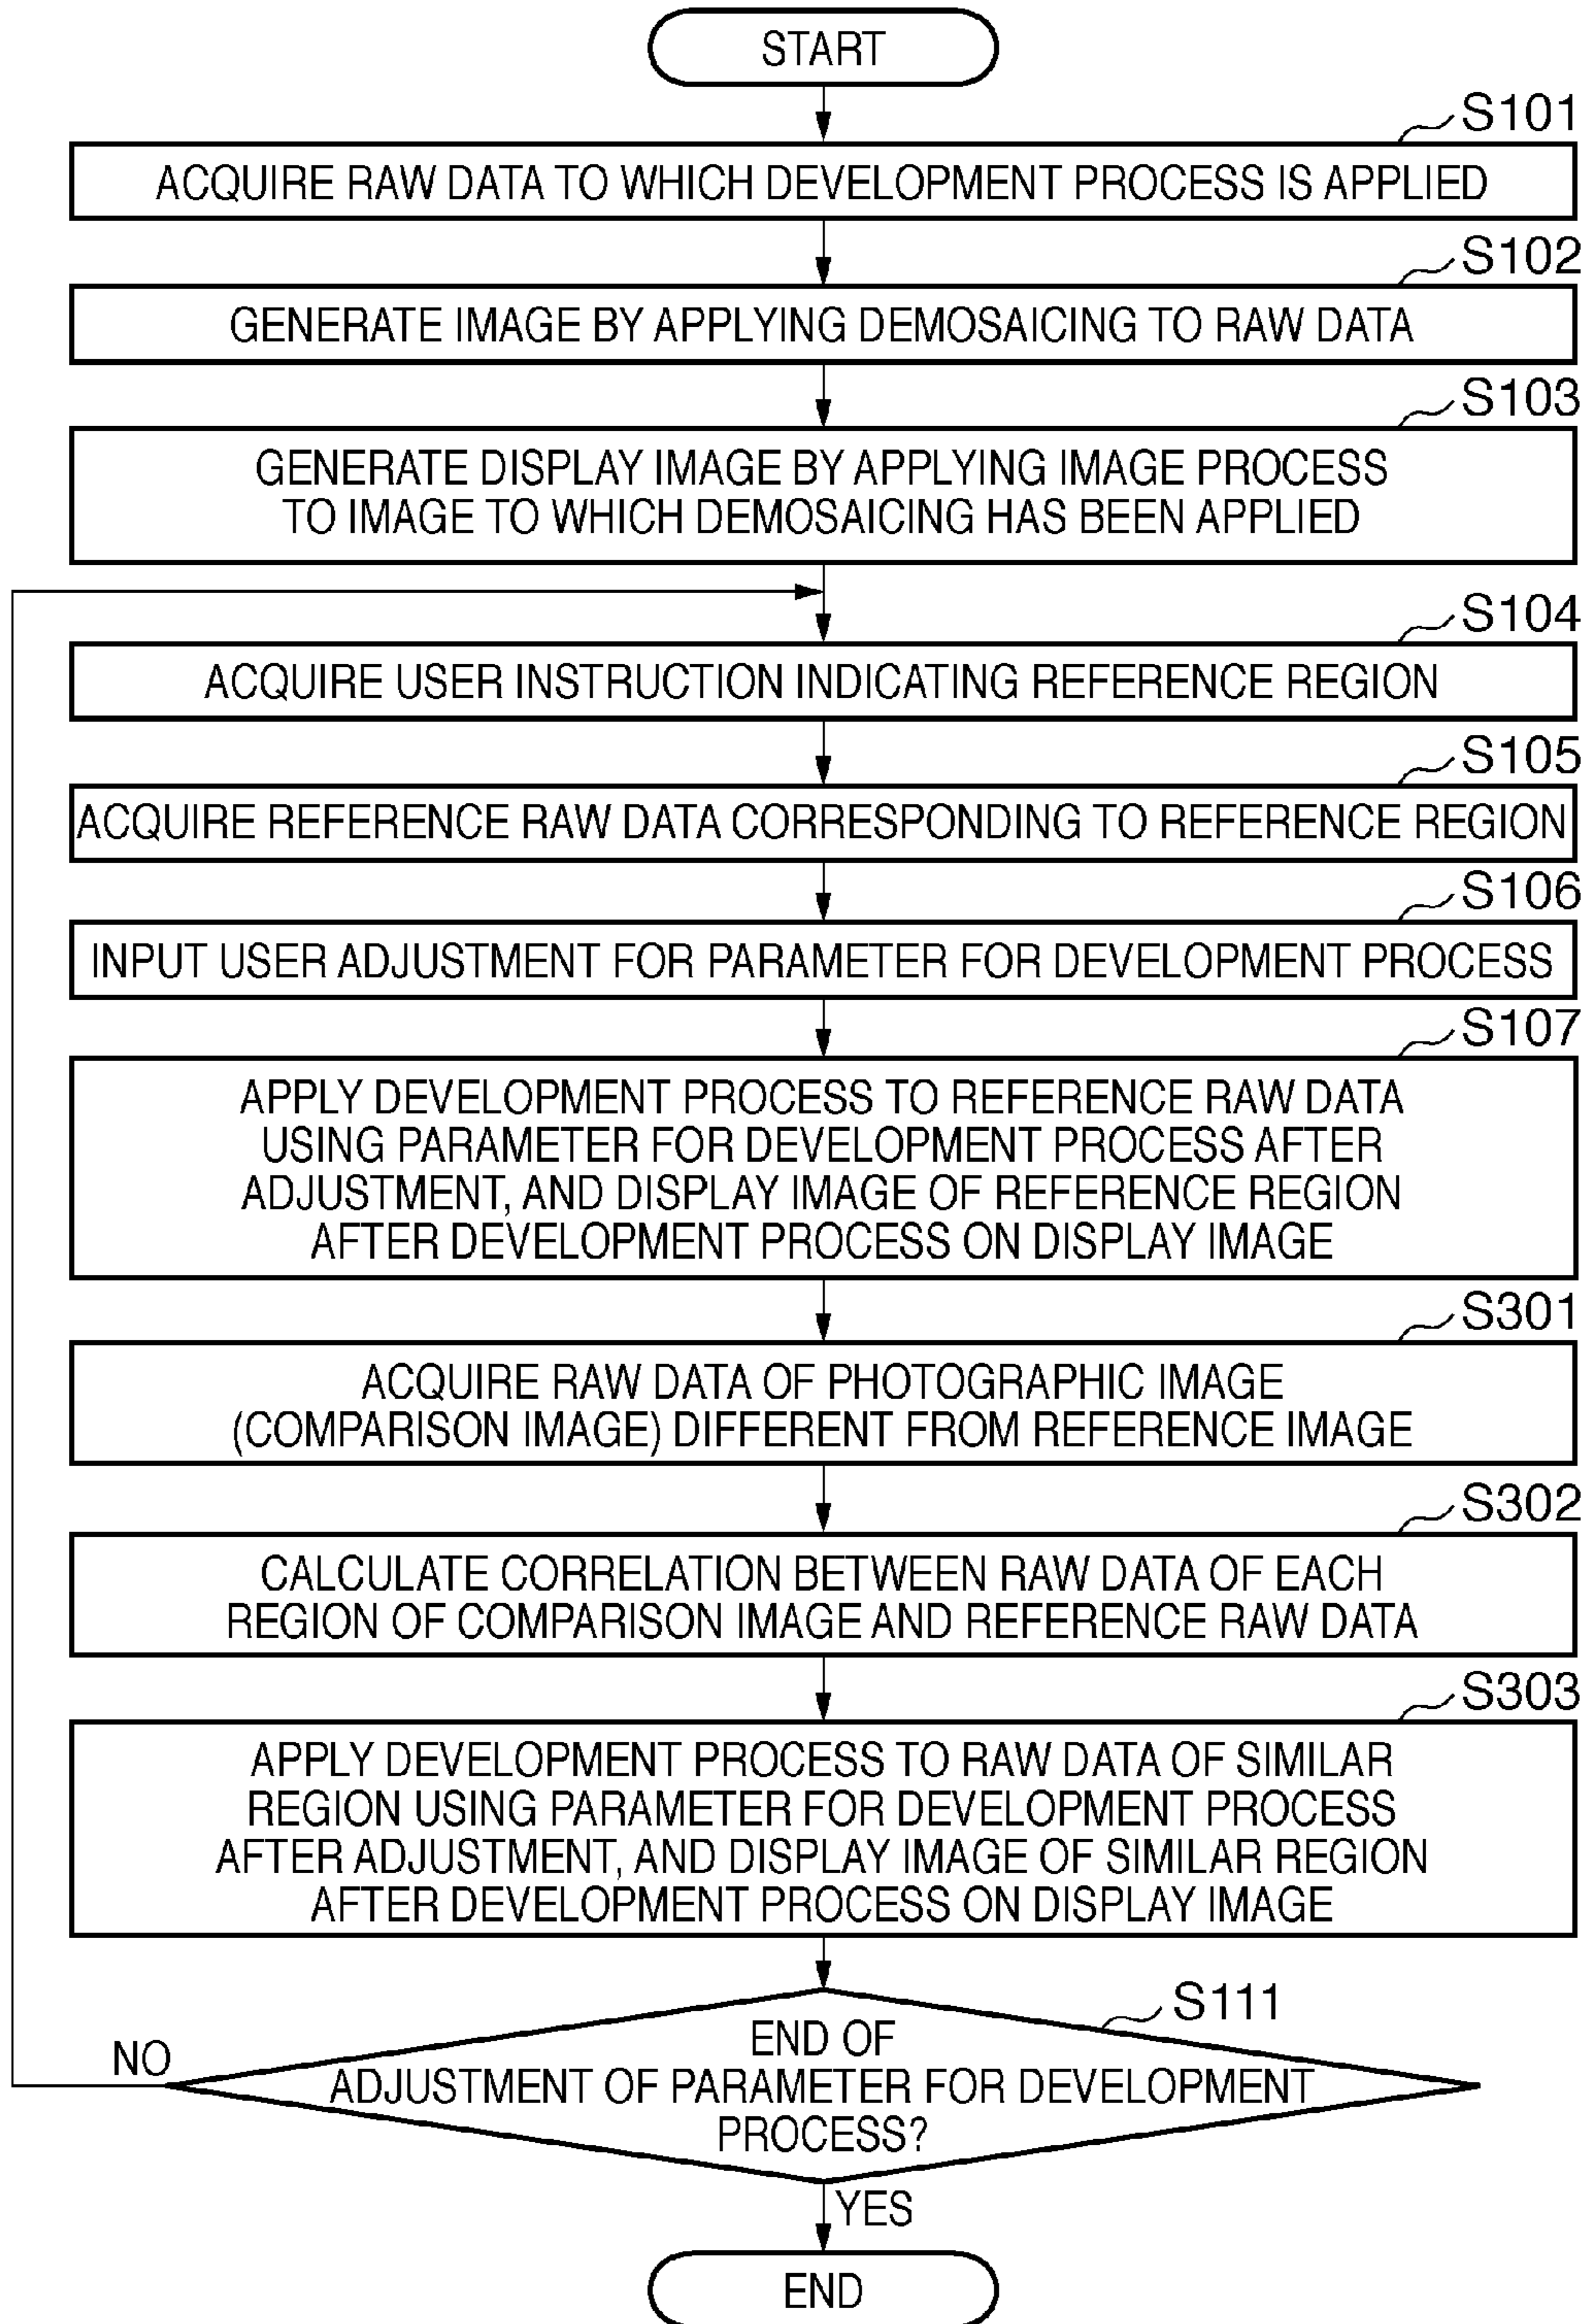 START
S101
ACQUIRE RAW DATA TO WHICH DEVELOPMENT PROCESS IS APPLIED
S102
GENERATE IMAGE BY APPLYING DEMOSAICING TO RAW DATA
S103
GENERATE DISPLAY IMAGE BY APPLYING IMAGE PROCESS
TO IMAGE TO WHICH DEMOSAICING HAS BEEN APPLIED
S104
ACQUIRE USER INSTRUCTION INDICATING REFERENCE REGION
S105
ACQUIRE REFERENCE RAW DATA CORRESPONDING TO REFERENCE REGION
S106
INPUT USER ADJUSTMENT FOR PARAMETER FOR DEVELOPMENT PROCESS
S107
APPLY DEVELOPMENT PROCESS TO REFERENCE RAW DATA
USING PARAMETER FOR DEVELOPMENT PROCESS AFTER
ADJUSTMENT, AND DISPLAY IMAGE OF REFERENCE REGION
AFTER DEVELOPMENT PROCESS ON DISPLAY IMAGE
S301
ACQUIRE RAW DATA OF PHOTOGRAPHIC IMAGE
(COMPARISON IMAGE) DIFFERENT FROM REFERENCE IMAGE
S302
CALCULATE CORRELATION BETWEEN RAW DATA OF EACH
REGION OF COMPARISON IMAGE AND REFERENCE RAW DATA
S303
APPLY DEVELOPMENT PROCESS TO RAW DATA OF SIMILAR
REGION USING PARAMETER FOR DEVELOPMENT PROCESS
AFTER ADJUSTMENT, AND DISPLAY IMAGE OF SIMILAR REGION
AFTER DEVELOPMENT PROCESS ON DISPLAY IMAGE
S111
END OF
ADJUSTMENT OF PARAMETER FOR DEVELOPMENT
PROCESS?
NO
YES
END